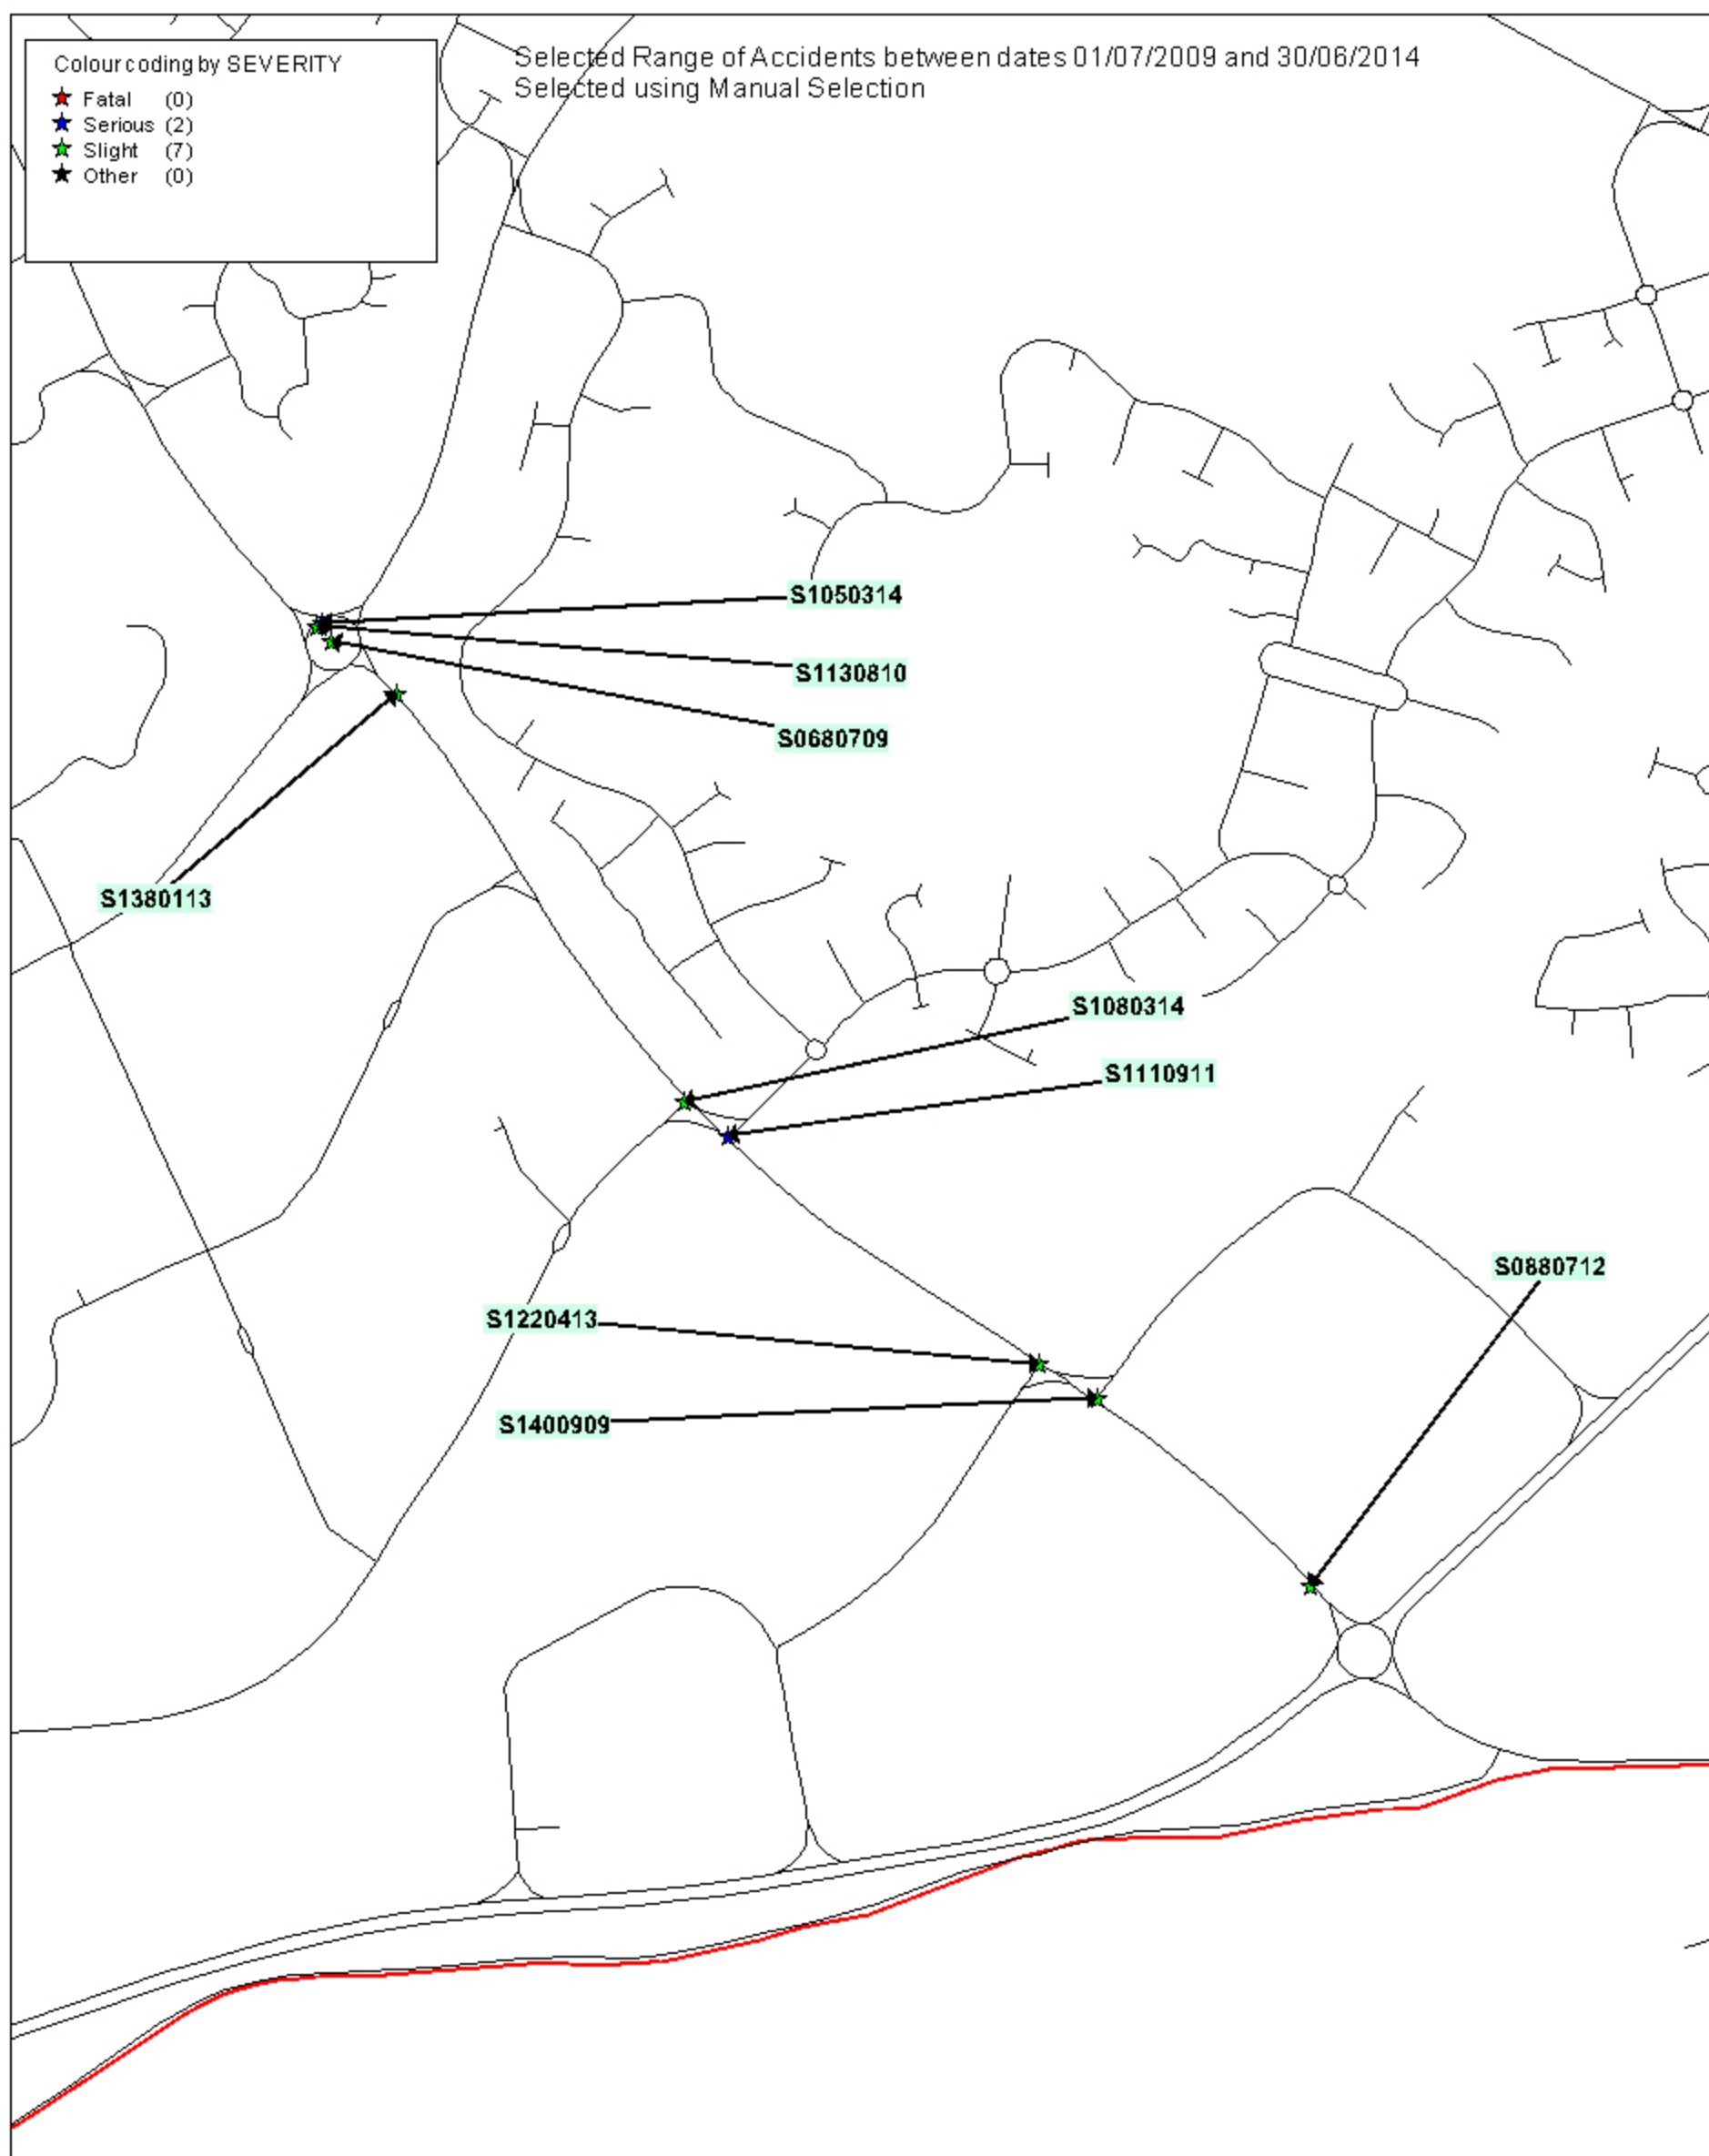 Colour coding by SEVERITY
Fatal (0)
Serious (2)
Slight (7)
Other (0)
Selected Range of Accidents between dates 01/07/2009 and 30/06/2014
Selected using Manual Selection
S1050314
S1130810
S0680709
S1380113
S1080314
S1110911
S0880712
S1220413
S1400909